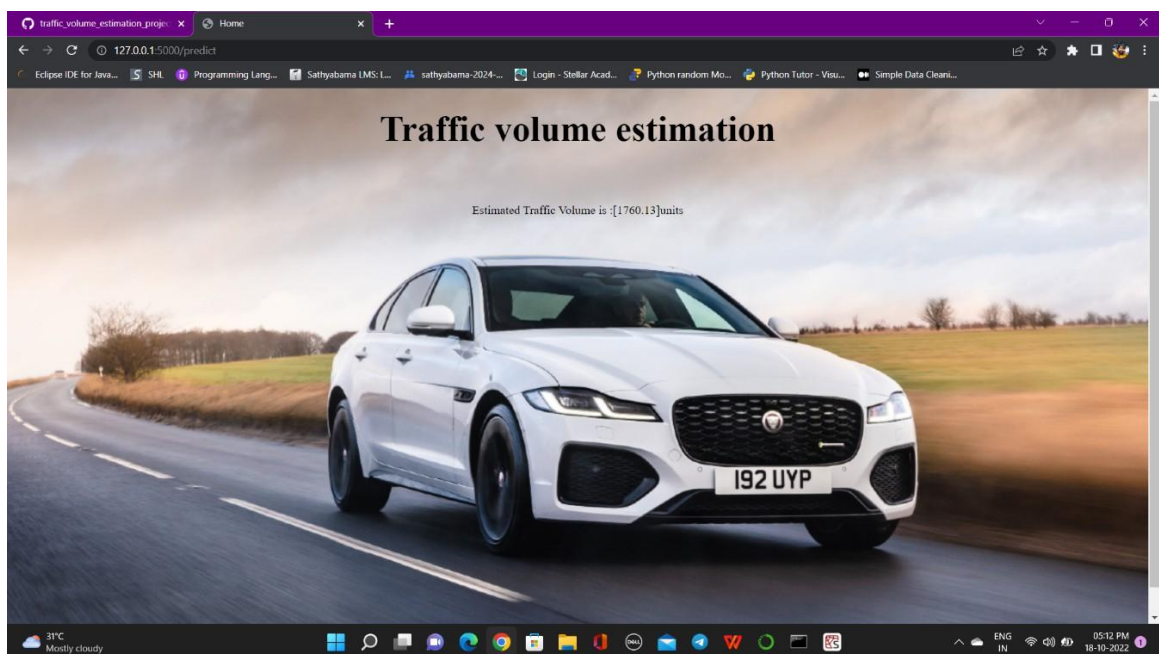 traffic_volume_estimation_projec
Home
127.0.0.1:5000/predict
Eclipse IDE for Java... SHL Programming Lang... Sathyabama LMS: L... sathyabama-2024-... Login - Stellar Acad... Python random Mo... Python Tutor - Visu... Simple Data Cleani...
Traffic volume estimation
Estimated Traffic Volume is :[1760.13]units
192 UYP
31°C
Mostly cloudy
ENG
IN
05:12 PM
18-10-2022
1